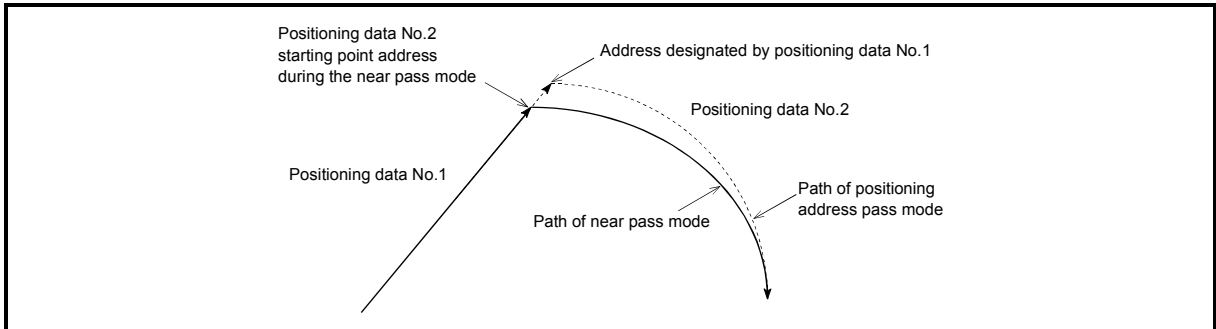 Positioning data No.2
starting point address
during the near pass mode
Address designated by positioning data No.1
Positioning data No.2
Positioning data No.1
Path of positioning
address pass mode
Path of near pass mode